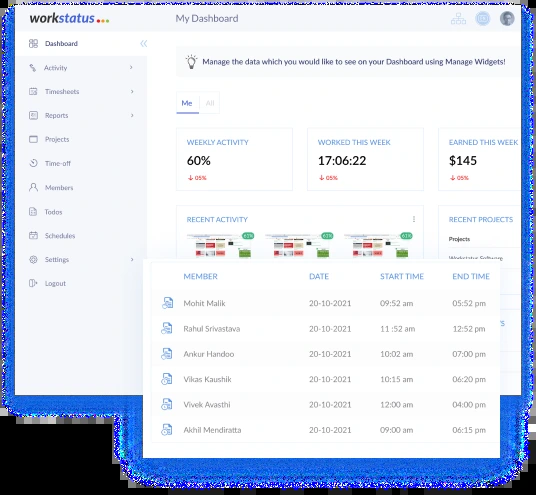 workstatus
My Dashboard
Dashboard
Activity
Timesheets
Reports
Projects
Time-off
Members
Todos
Schedules
Settings
Logout
Manage the data which you would like to see on your Dashboard using Manage Widgets!
Me All
WEEKLY ACTIVITY
60%
↓ 05%
WORKED THIS WEEK
17:06:22
↓ 05%
EARNED THIS WEEK
$145
↓ 05%
RECENT ACTIVITY
61% 61% 61%
RECENT PROJECTS
Projects
Workstatus Software
MEMBER DATE START TIME END TIME
Mohit Malik 20-10-2021 09:52 am 05:52 pm
Rahul Srivastava 20-10-2021 11 :52 am 12:52 pm
Ankur Handoo 20-10-2021 10:02 am 07:00 pm
Vikas Kaushik 20-10-2021 10:15 am 06:20 pm
Vivek Avasthi 20-10-2021 12:00 am 04:00 pm
Akhil Mendiratta 20-10-2021 09:00 am 06:15 pm